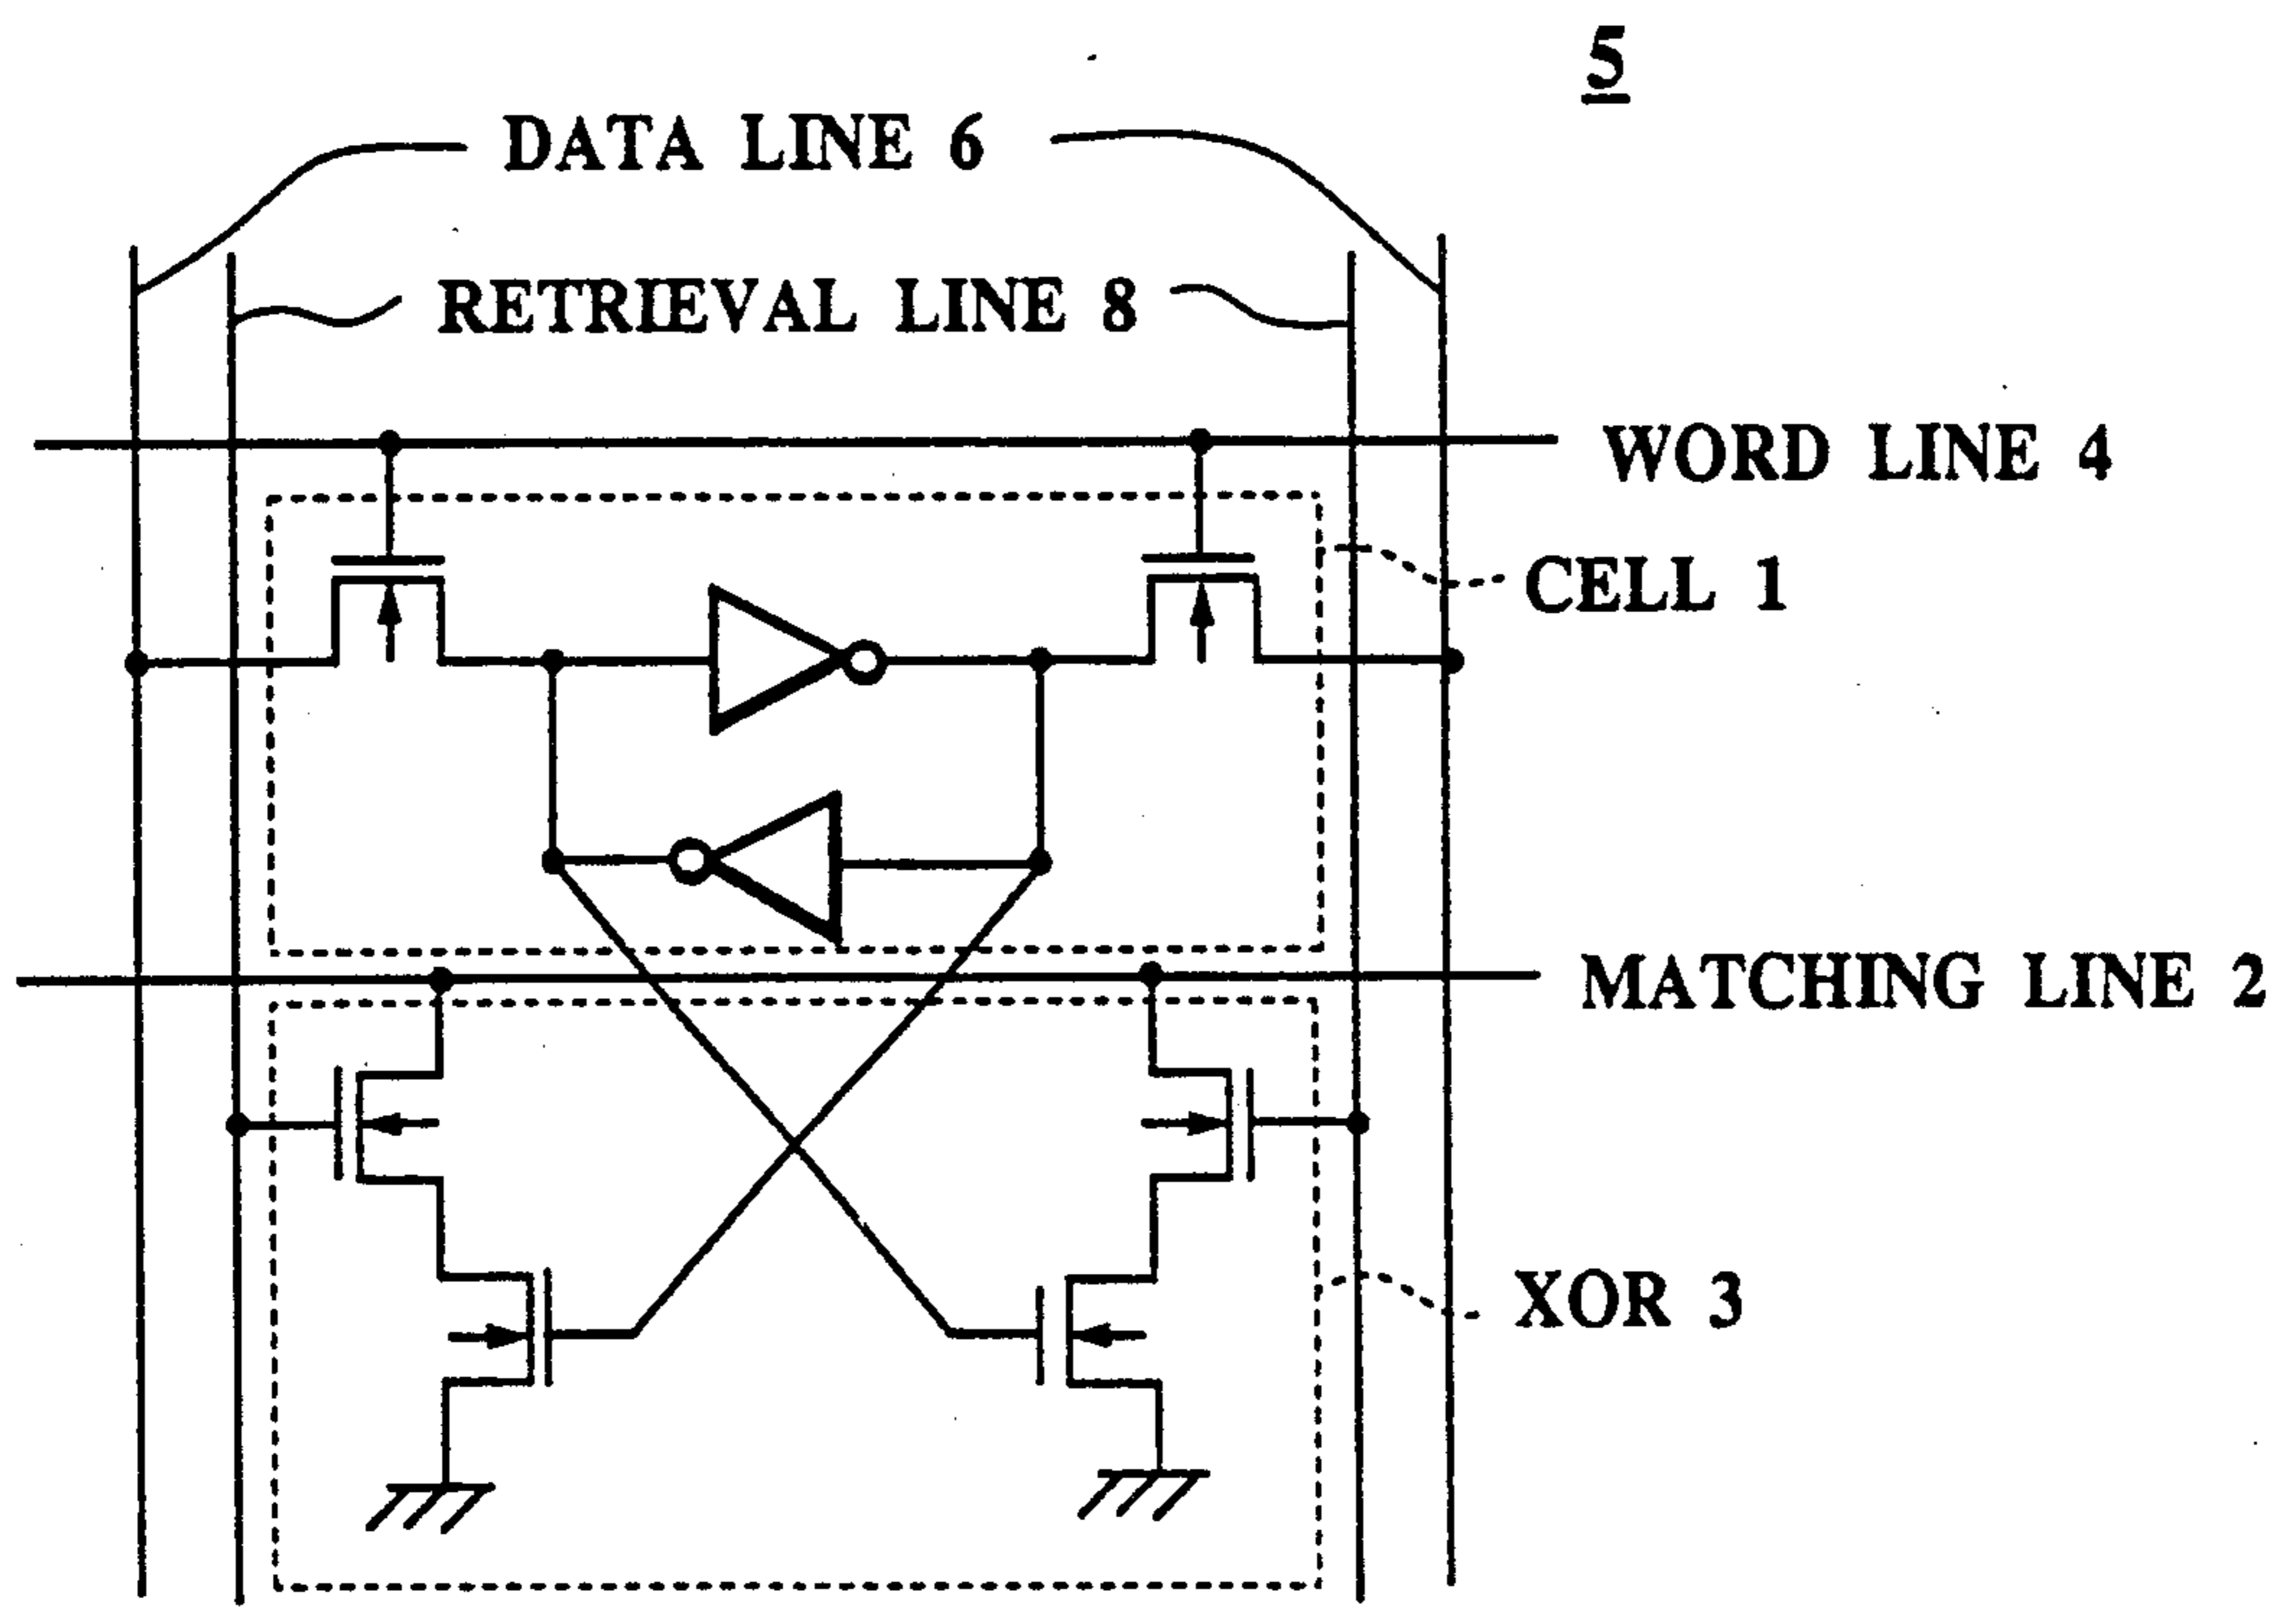 5
DATA LINE 6
RETRIEVAL LINE 8
WORD LINE 4
CELL 1
MATCHING LINE 2
XOR 3